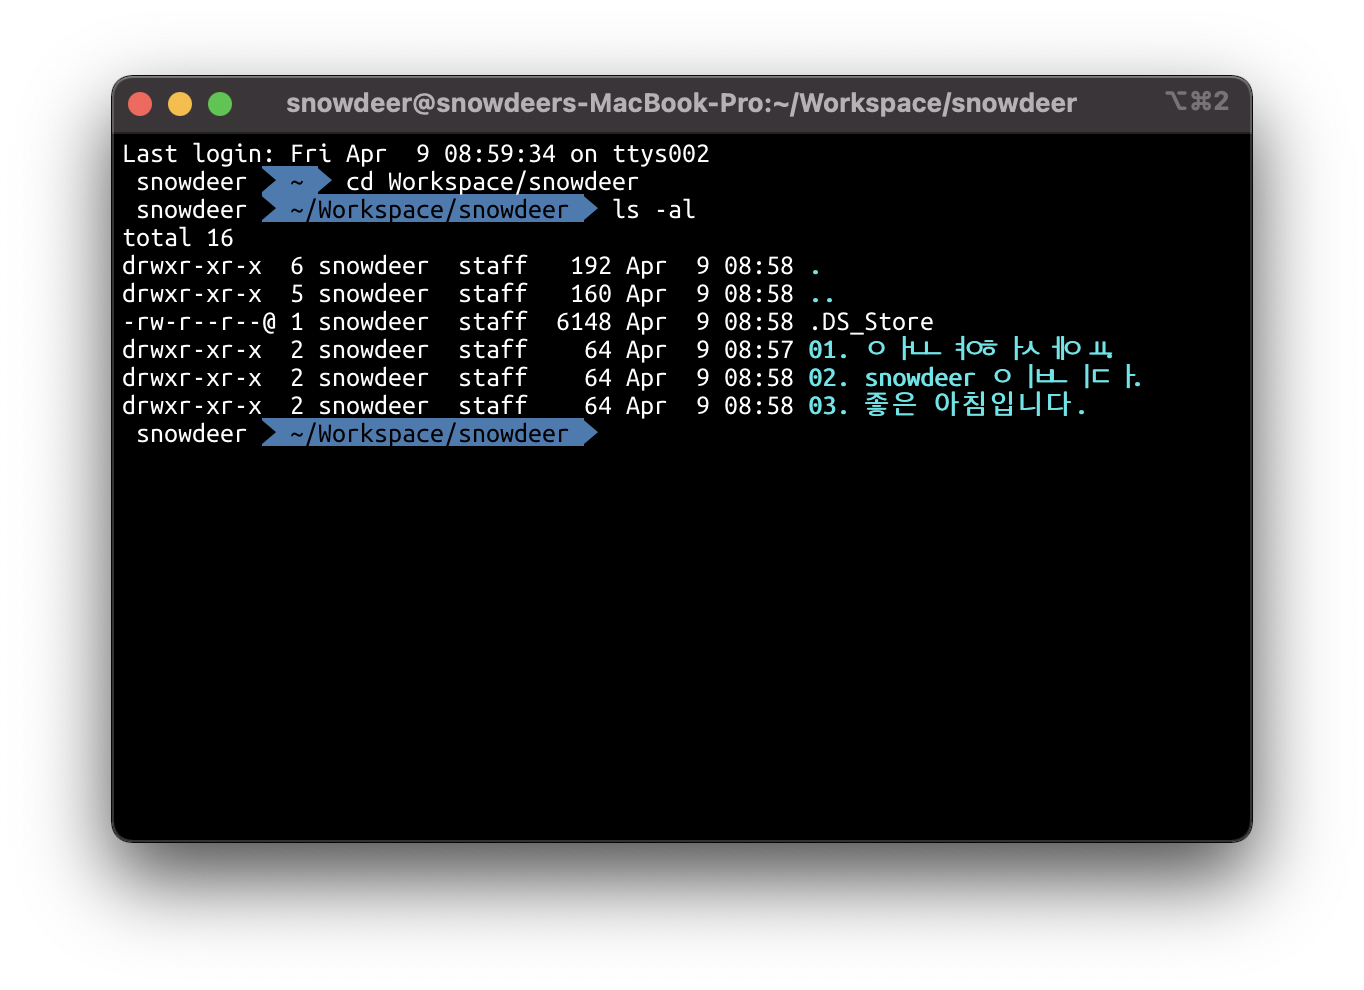 snowdeer@snowdeers-MacBook-Pro:~/Workspace/snowdeer
⌥⌘2
Last login: Fri Apr  9 08:59:34 on ttys002
snowdeer ~ cd Workspace/snowdeer
snowdeer ~/Workspace/snowdeer ls -al
total 16
drwxr-xr-x  6 snowdeer  staff   192 Apr  9 08:58 .
drwxr-xr-x  5 snowdeer  staff   160 Apr  9 08:58 ..
-rw-r--r--@ 1 snowdeer  staff  6148 Apr  9 08:58 .DS_Store
drwxr-xr-x  2 snowdeer  staff    64 Apr  9 08:57 01. ㅇㅏㄴㄴㅕㅇㅎㅏㅅㅔㅇㅛ.
drwxr-xr-x  2 snowdeer  staff    64 Apr  9 08:58 02. snowdeer ㅇㅣㅂㄴㅣㄷㅏ.
drwxr-xr-x  2 snowdeer  staff    64 Apr  9 08:58 03. 좋은 아침입니다.
snowdeer ~/Workspace/snowdeer